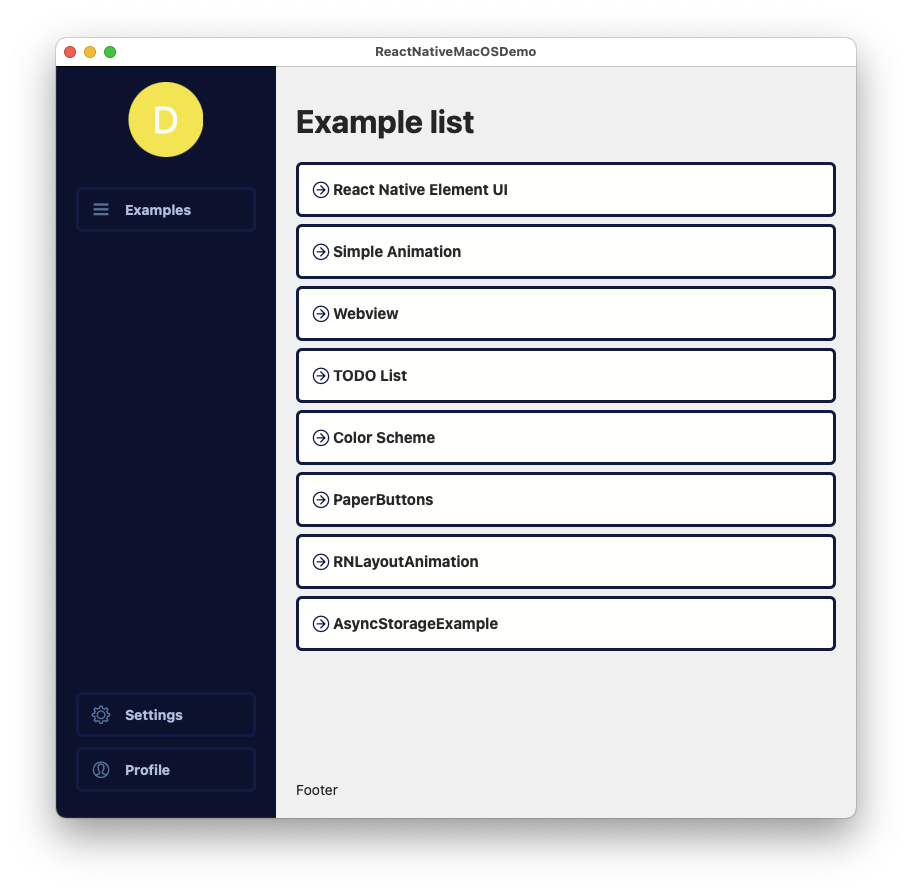 ReactNativeMacOSDemo
D
Examples
Settings
Profile
Example list
React Native Element UI
Simple Animation
Webview
TODO List
Color Scheme
PaperButtons
RNLayoutAnimation
AsyncStorageExample
Footer